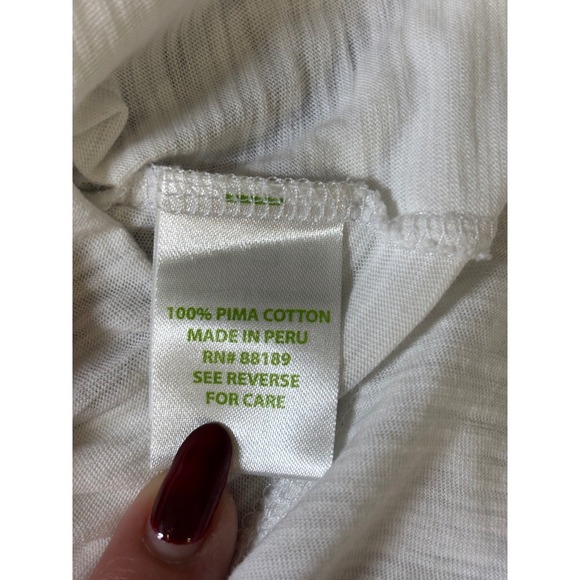 100% PIMA COTTON
MADE IN PERU
RN# 88189
SEE REVERSE
FOR CARE